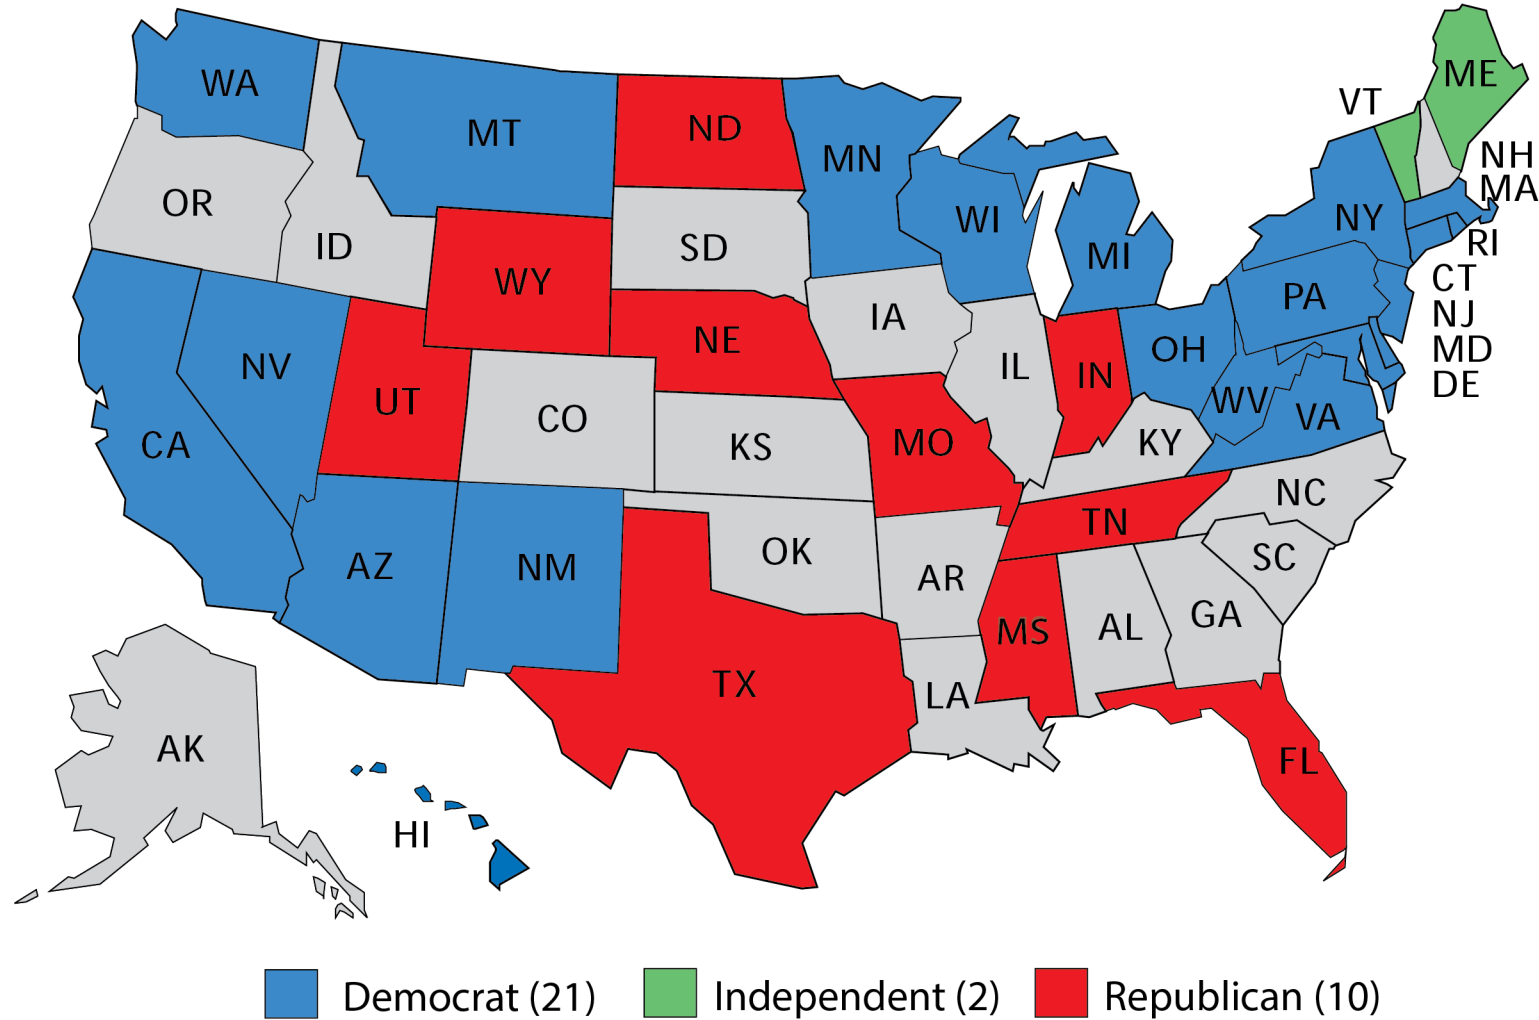 WA
MT
ND
MN
VT
ME
OR
ID
WY
SD
WI
MI
NY
NH
MA
RI
CT
NJ
MD
DE
PA
IA
NE
NV
UT
CO
IL
IN
OH
WV
VA
CA
KS
MO
KY
NC
TN
SC
AZ
NM
OK
AR
MS
AL
GA
TX
LA
FL
AK
HI
Democrat (21)
Independent (2)
Republican (10)